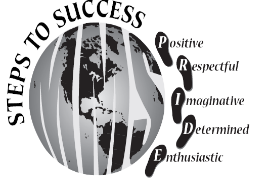 STEPS TO SUCCESS
Positive
Respectful
Imaginative
Determined
Enthusiastic